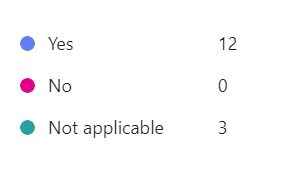 Yes 12
No 0
Not applicable 3